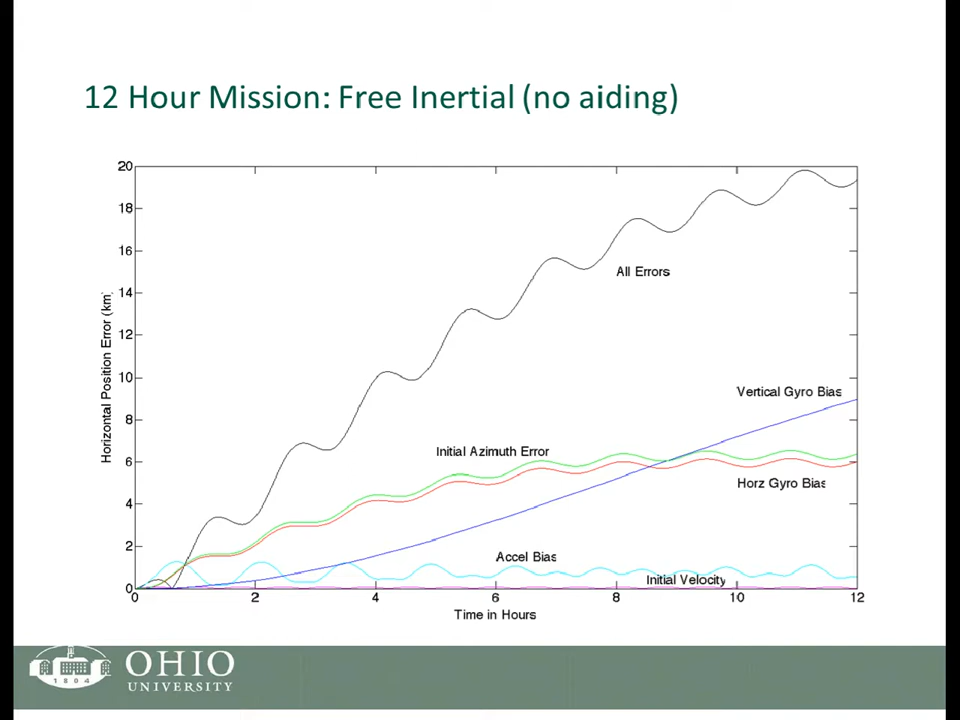 12 Hour Mission: Free Inertial (no aiding)
20
18
16
14
12
10
8
6
4
2
0
Horizontal Position Error (km)
All Errors
Vertical Gyro Bias
Initial Azimuth Error
Horz Gyro Bias
Accel Bias
Initial Velocity
0 2 4 6 8 10 12
Time in Hours
1804
OHIO
UNIVERSITY